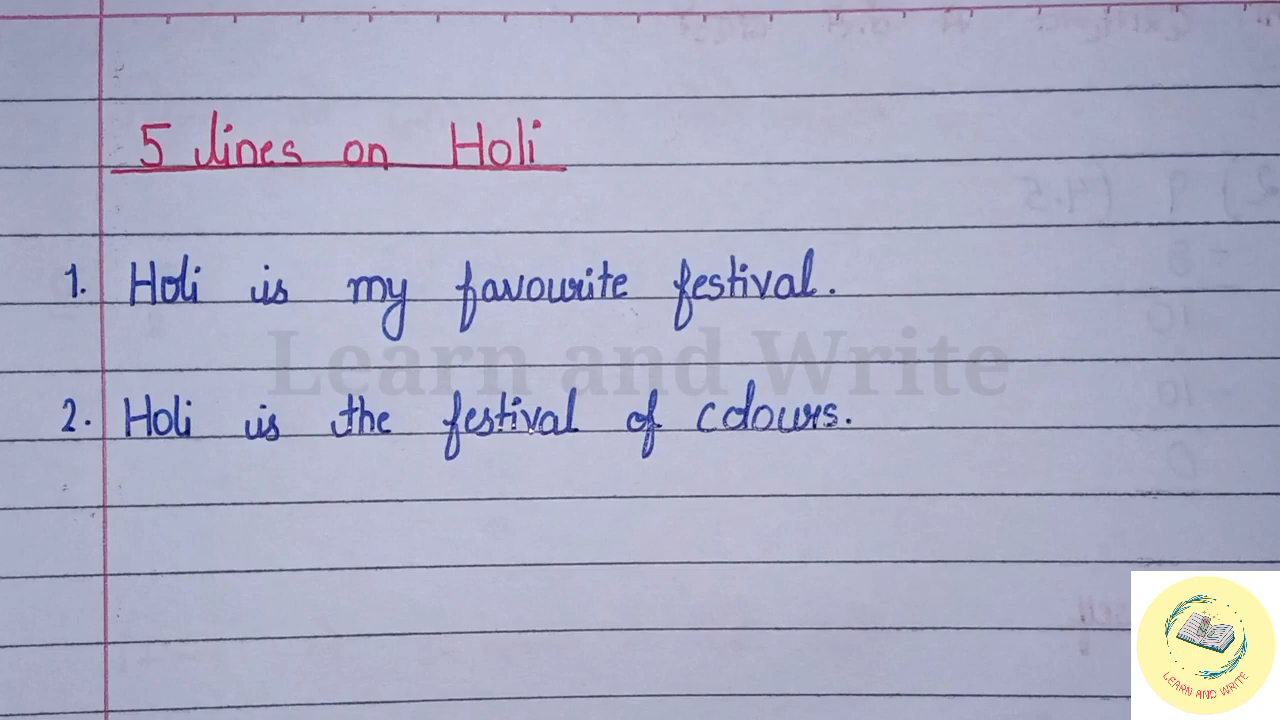 5 lines on Holi
1. Holi is my favourite festival.
Learn and Write
2. Holi is the festival of colours.
LEARN AND WRITE